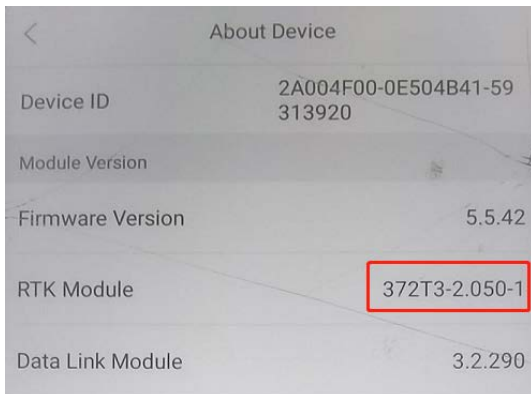 About Device
Device ID
2A004F00-0E504B41-59
313920
Module Version
Firmware Version
5.5.42
RTK Module
372T3-2.050-1
Data Link Module
3.2.290